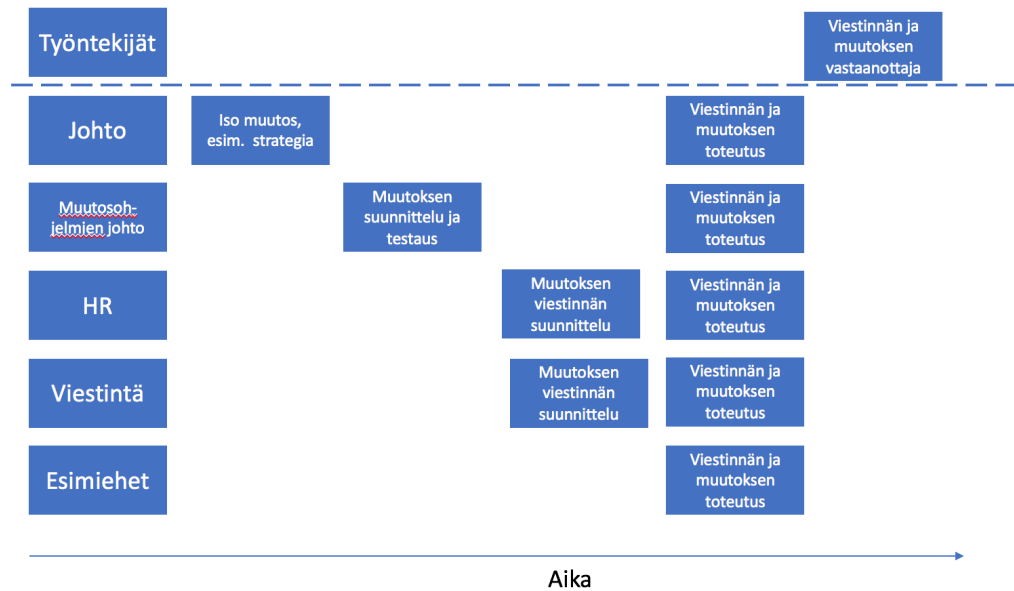 Työntekijät
Viestinnän ja
muutoksen
vastaanottaja
Johto
Iso muutos,
esim. strategia
Viestinnän ja
muutoksen
toteutus
Muutosoh-
jelmien johto
Muutoksen
suunnittelu ja
testaus
Viestinnän ja
muutoksen
toteutus
HR
Muutoksen
viestinnän
suunnittelu
Viestinnän ja
muutoksen
toteutus
Viestintä
Muutoksen
viestinnän
suunnittelu
Viestinnän ja
muutoksen
toteutus
Esimiehet
Viestinnän ja
muutoksen
toteutus
Aika